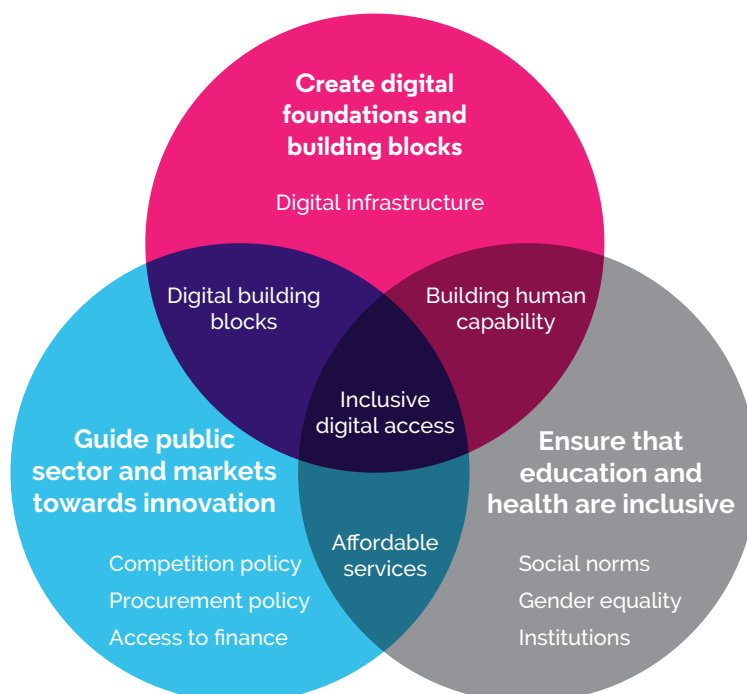 Create digital
foundations and
building blocks
Digital infrastructure
Digital building
blocks
Building human
capability
Inclusive
digital access
Guide public
sector and markets
towards innovation
Ensure that
education and
health are inclusive
Affordable
services
Competition policy
Procurement policy
Access to finance
Social norms
Gender equality
Institutions